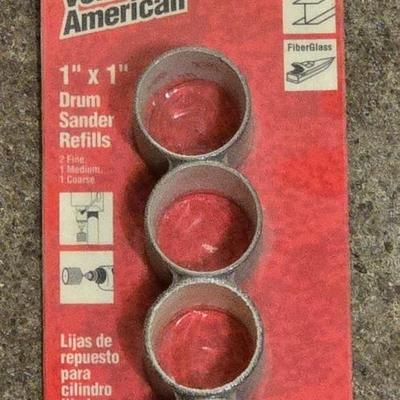 American
FiberGlass
1" x 1"
Drum
Sander
Refills
2 Fine,
1 Medium,
1 Coarse
Lijas de
repuesto
para
cilindro